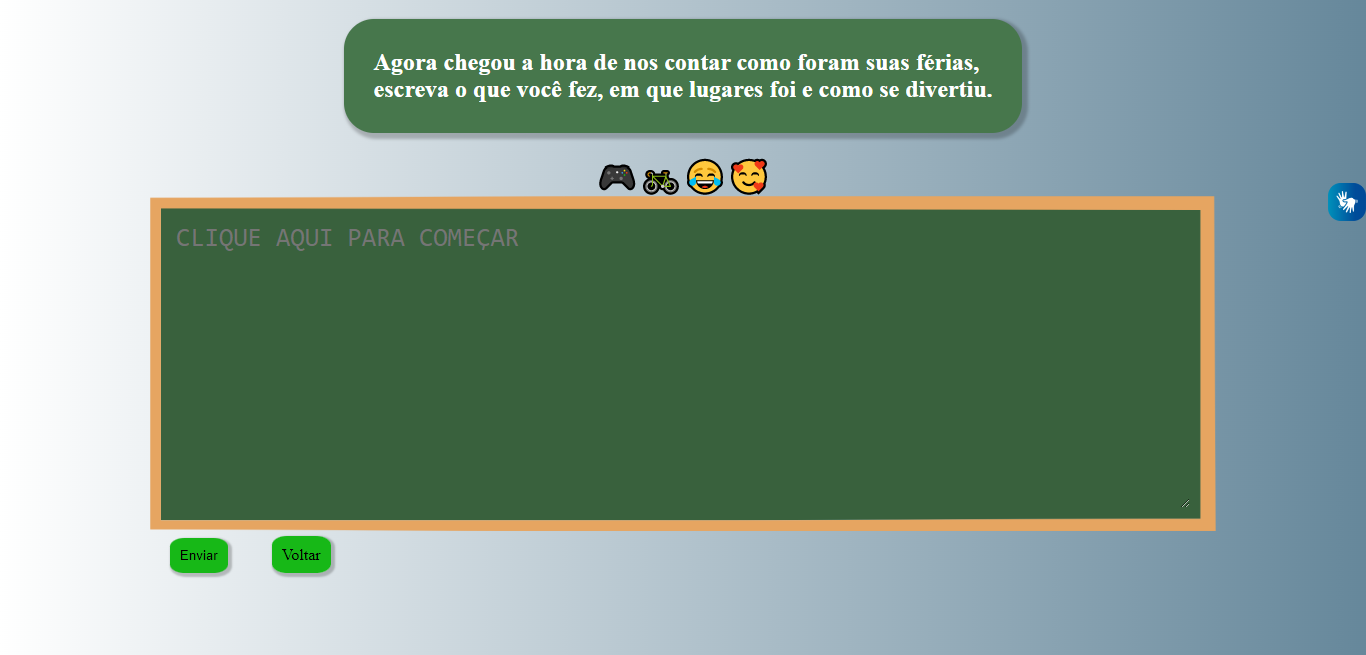 Agora chegou a hora de nos contar como foram suas férias,
escreva o que você fez, em que lugares foi e como se divertiu.
CLIQUE AQUI PARA COMEÇAR
Enviar
Voltar